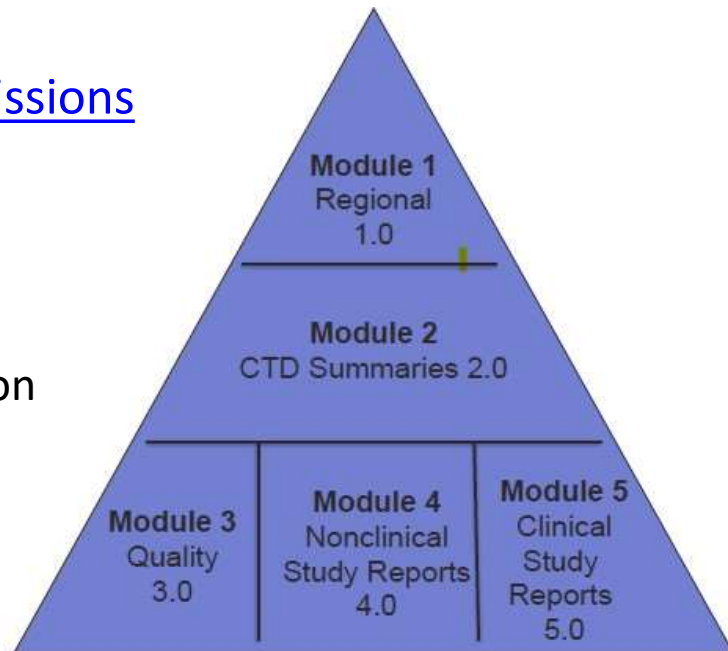 issions
Module 1
Regional
1.0
Module 2
CTD Summaries 2.0
on
Module 3
Quality
3.0
Module 4
Nonclinical
Study Reports
4.0
Module 5
Clinical
Study
Reports
5.0